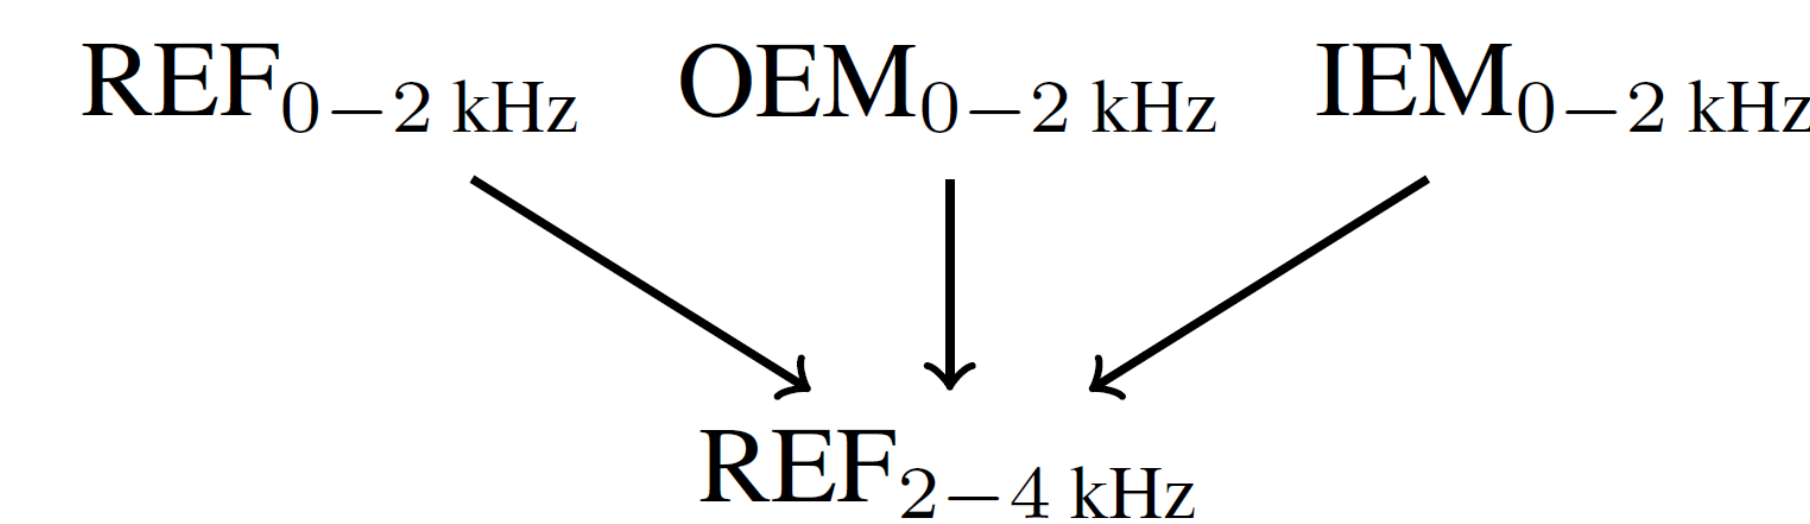 REF0−2 kHz OEM0−2 kHz IEM0−2 kHz
REF2−4 kHz